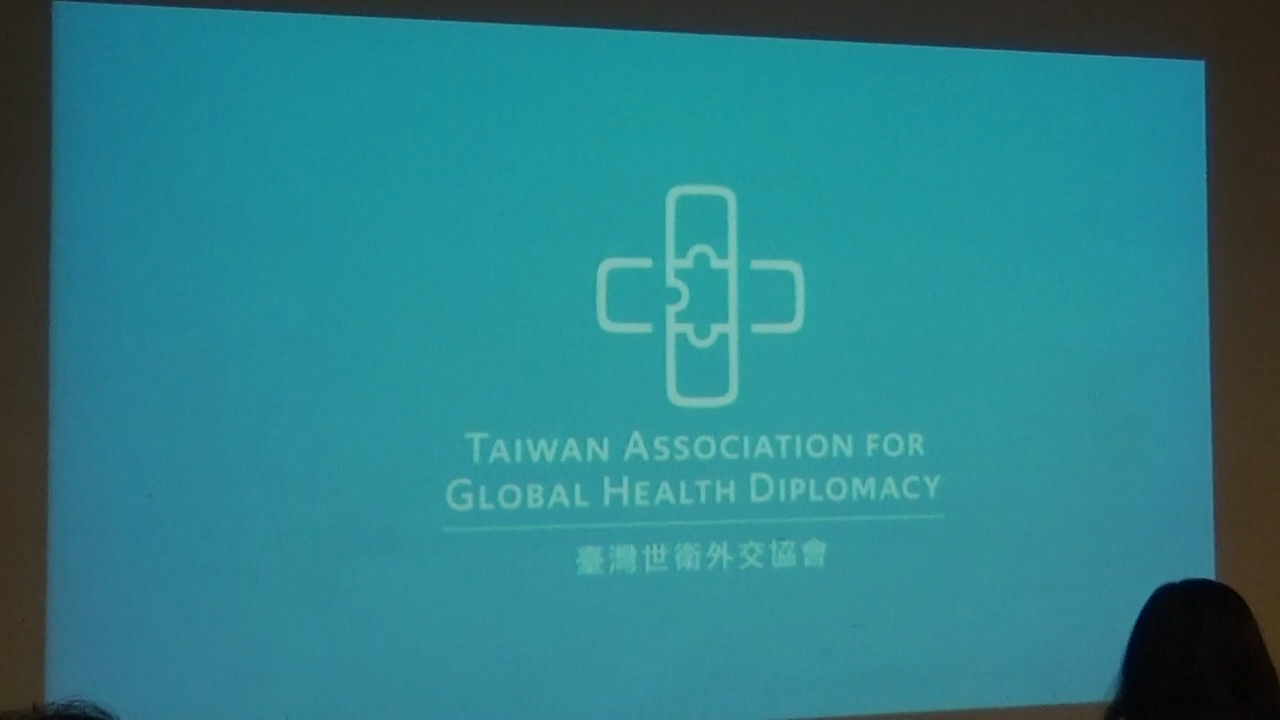 TAIWAN ASSOCIATION FOR
GLOBAL HEALTH DIPLOMACY
臺灣世衛外交協會